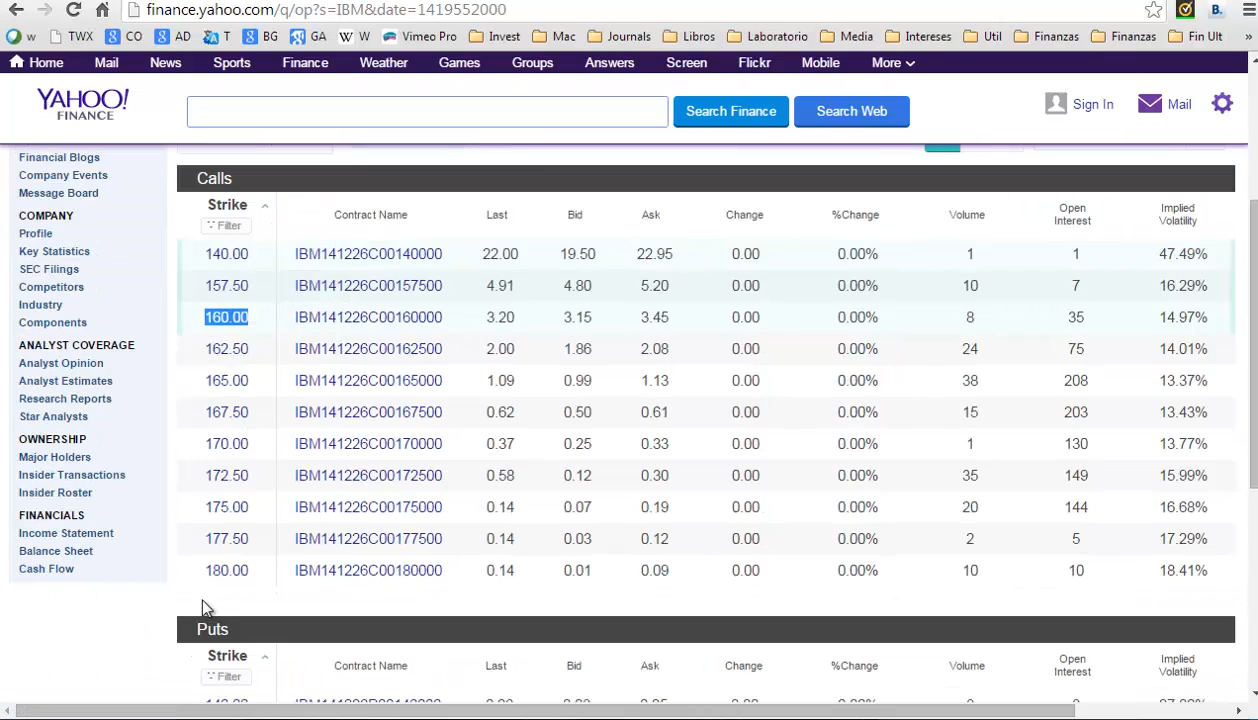 finance.yahoo.com/q/op?s=IBM&date=1419552000
w TWX CO AD T BG GA W Vimeo Pro Invest Mac Journals Libros Laboratorio Media Intereses Util Finanzas Finanzas Fin Ult »
Home Mail News Sports Finance Weather Games Groups Answers Screen Flickr Mobile More
YAHOO! FINANCE
Search Finance Search Web Sign In Mail
Financial Blogs
Company Events
Message Board
COMPANY
Profile
Key Statistics
SEC Filings
Competitors
Industry
Components
ANALYST COVERAGE
Analyst Opinion
Analyst Estimates
Research Reports
Star Analysts
OWNERSHIP
Major Holders
Insider Transactions
Insider Roster
FINANCIALS
Income Statement
Balance Sheet
Cash Flow
Calls
Strike Filter Contract Name Last Bid Ask Change %Change Volume Open Interest Implied Volatility
140.00 IBM141226C00140000 22.00 19.50 22.95 0.00 0.00% 1 1 47.49%
157.50 IBM141226C00157500 4.91 4.80 5.20 0.00 0.00% 10 7 16.29%
160.00 IBM141226C00160000 3.20 3.15 3.45 0.00 0.00% 8 35 14.97%
162.50 IBM141226C00162500 2.00 1.86 2.08 0.00 0.00% 24 75 14.01%
165.00 IBM141226C00165000 1.09 0.99 1.13 0.00 0.00% 38 208 13.37%
167.50 IBM141226C00167500 0.62 0.50 0.61 0.00 0.00% 15 203 13.43%
170.00 IBM141226C00170000 0.37 0.25 0.33 0.00 0.00% 1 130 13.77%
172.50 IBM141226C00172500 0.58 0.12 0.30 0.00 0.00% 35 149 15.99%
175.00 IBM141226C00175000 0.14 0.07 0.19 0.00 0.00% 20 144 16.68%
177.50 IBM141226C00177500 0.14 0.03 0.12 0.00 0.00% 2 5 17.29%
180.00 IBM141226C00180000 0.14 0.01 0.09 0.00 0.00% 10 10 18.41%
Puts
Strike Filter Contract Name Last Bid Ask Change %Change Volume Open Interest Implied Volatility